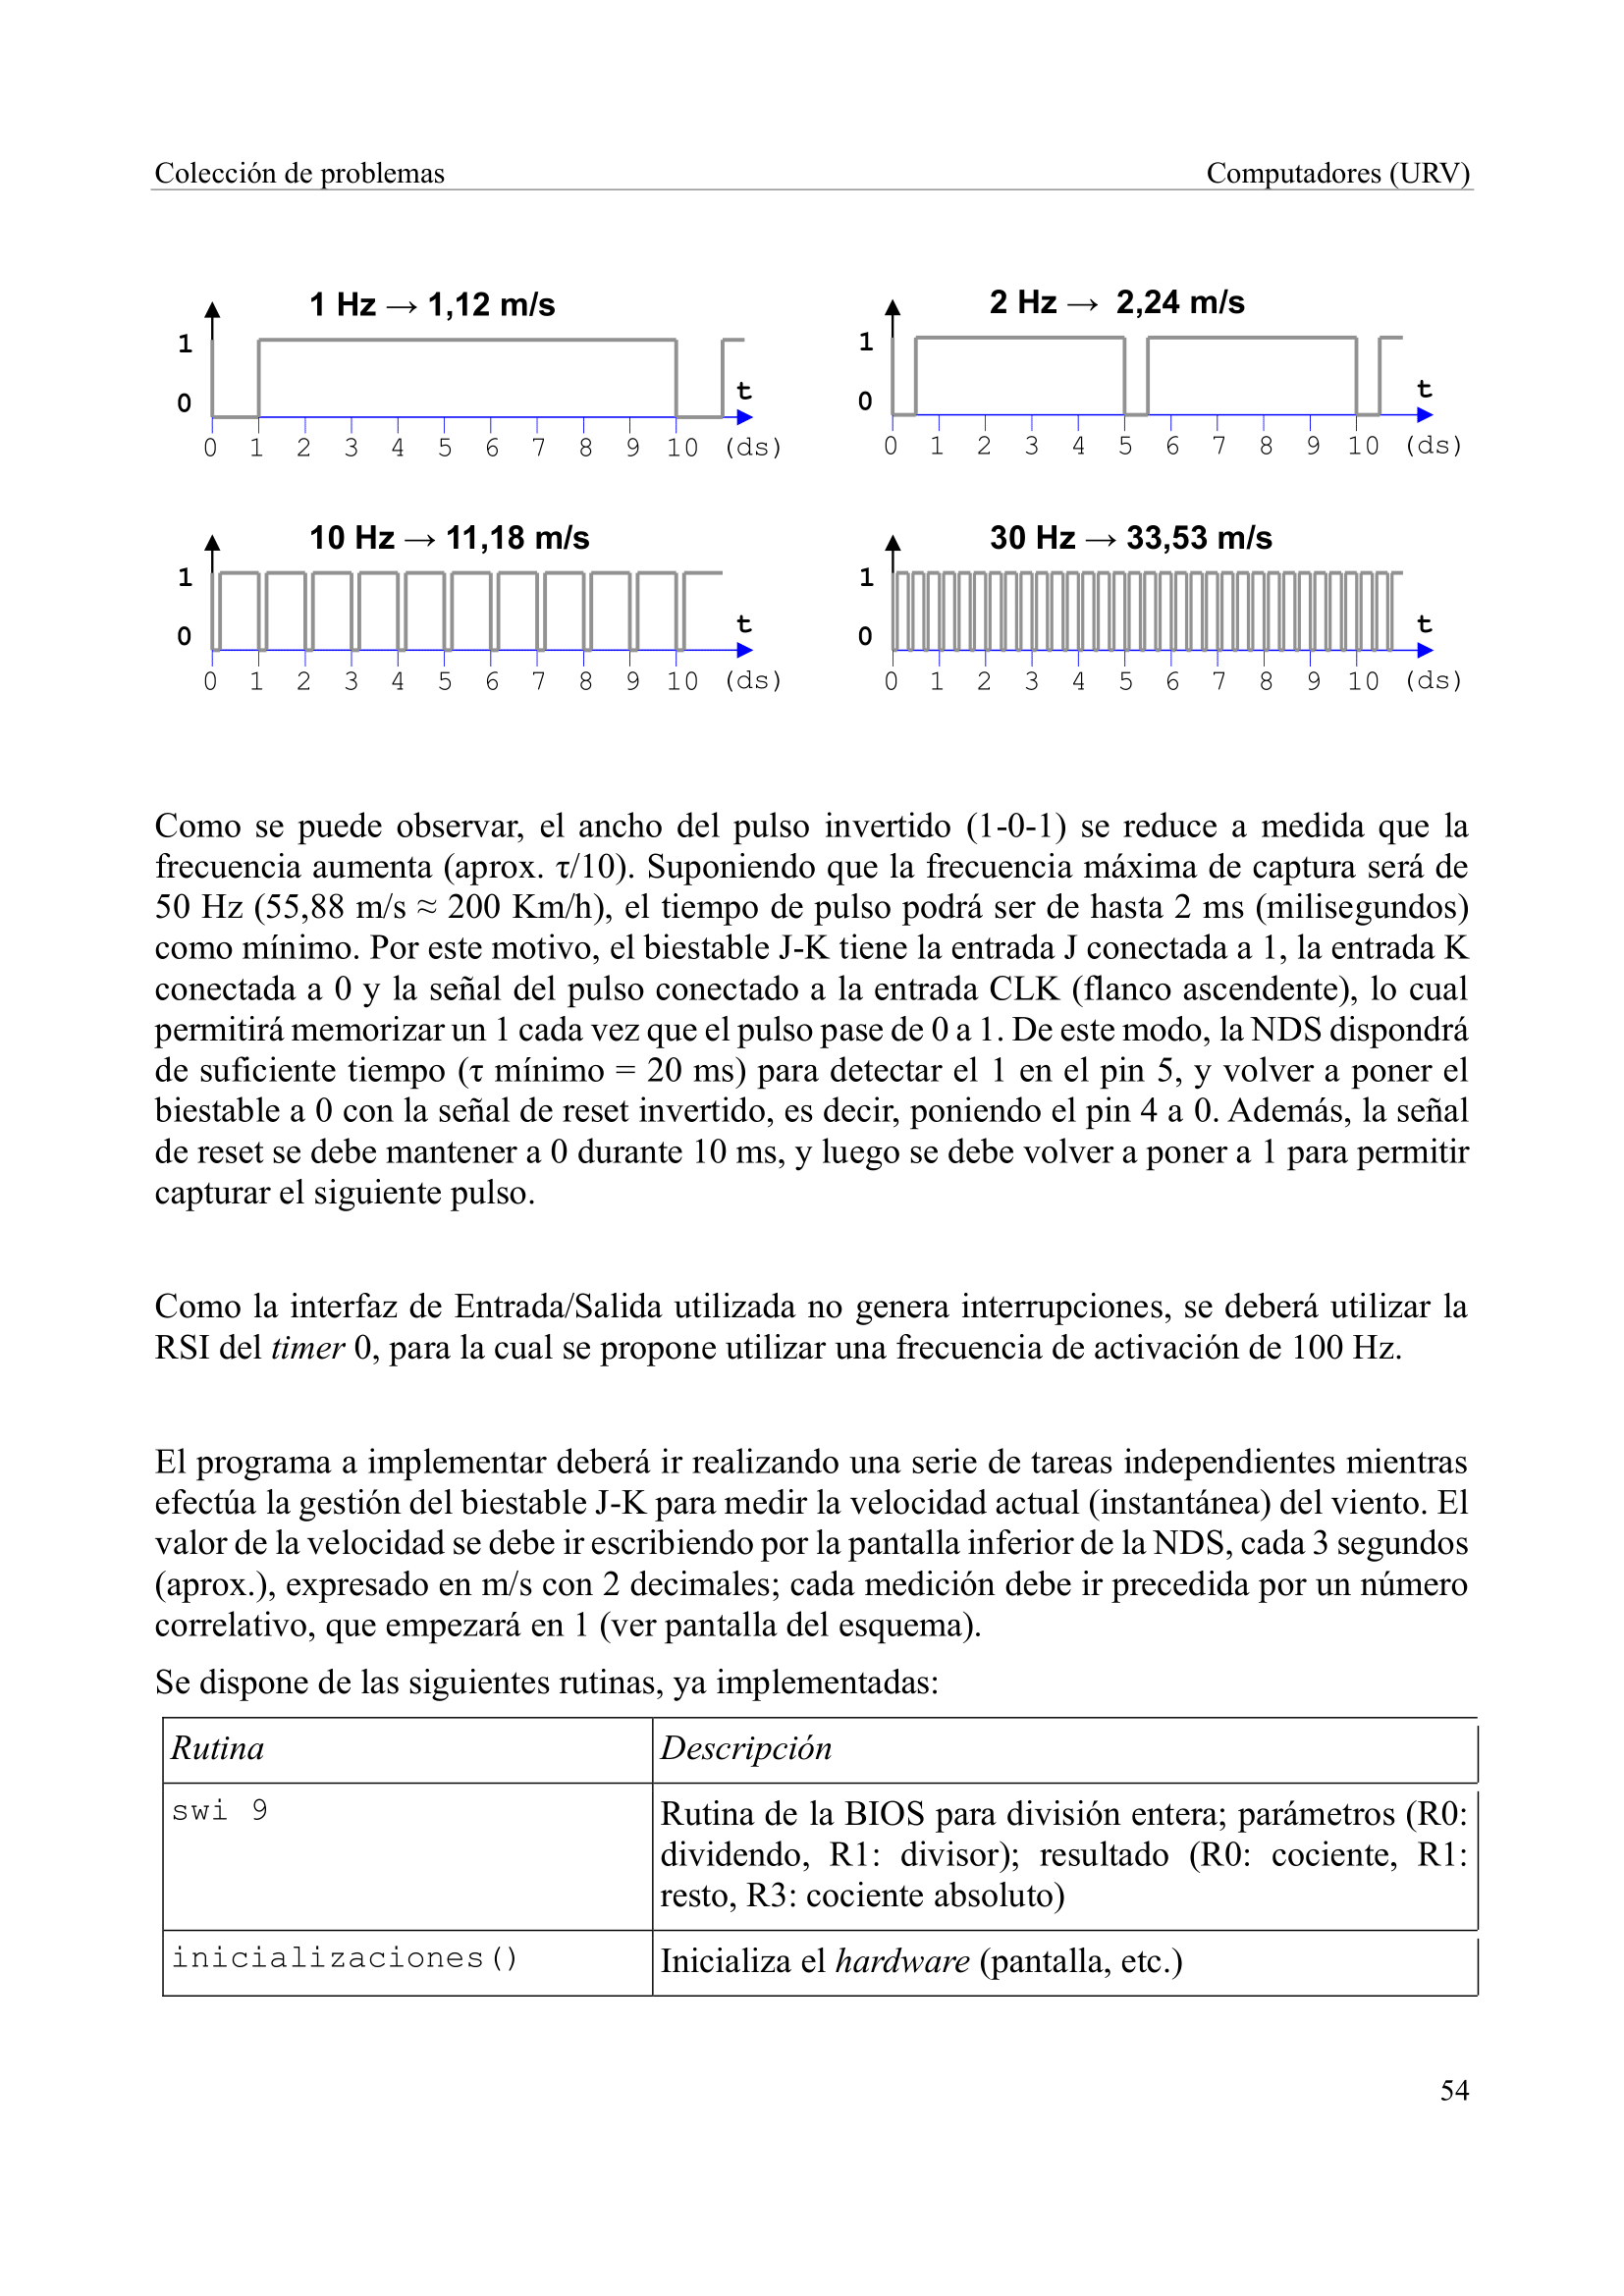 Colección de problemas
Computadores (URV)
1 Hz → 1,12 m/s
1
0
t
0 1 2 3 4 5 6 7 8 9 10 (ds)
2 Hz → 2,24 m/s
1
0
t
0 1 2 3 4 5 6 7 8 9 10 (ds)
10 Hz → 11,18 m/s
1
0
t
0 1 2 3 4 5 6 7 8 9 10 (ds)
30 Hz → 33,53 m/s
1
0
t
0 1 2 3 4 5 6 7 8 9 10 (ds)
Como se puede observar, el ancho del pulso invertido (1-0-1) se reduce a medida que la
frecuencia aumenta (aprox. τ/10). Suponiendo que la frecuencia máxima de captura será de
50 Hz (55,88 m/s ≈ 200 Km/h), el tiempo de pulso podrá ser de hasta 2 ms (milisegundos)
como mínimo. Por este motivo, el biestable J-K tiene la entrada J conectada a 1, la entrada K
conectada a 0 y la señal del pulso conectado a la entrada CLK (flanco ascendente), lo cual
permitirá memorizar un 1 cada vez que el pulso pase de 0 a 1. De este modo, la NDS dispondrá
de suficiente tiempo (τ mínimo = 20 ms) para detectar el 1 en el pin 5, y volver a poner el
biestable a 0 con la señal de reset invertido, es decir, poniendo el pin 4 a 0. Además, la señal
de reset se debe mantener a 0 durante 10 ms, y luego se debe volver a poner a 1 para permitir
capturar el siguiente pulso.
Como la interfaz de Entrada/Salida utilizada no genera interrupciones, se deberá utilizar la
RSI del timer 0, para la cual se propone utilizar una frecuencia de activación de 100 Hz.
El programa a implementar deberá ir realizando una serie de tareas independientes mientras
efectúa la gestión del biestable J-K para medir la velocidad actual (instantánea) del viento. El
valor de la velocidad se debe ir escribiendo por la pantalla inferior de la NDS, cada 3 segundos
(aprox.), expresado en m/s con 2 decimales; cada medición debe ir precedida por un número
correlativo, que empezará en 1 (ver pantalla del esquema).
Se dispone de las siguientes rutinas, ya implementadas:
Rutina
Descripción
swi 9
Rutina de la BIOS para división entera; parámetros (R0:
dividendo, R1: divisor); resultado (R0: cociente, R1:
resto, R3: cociente absoluto)
inicializaciones()
Inicializa el hardware (pantalla, etc.)
54